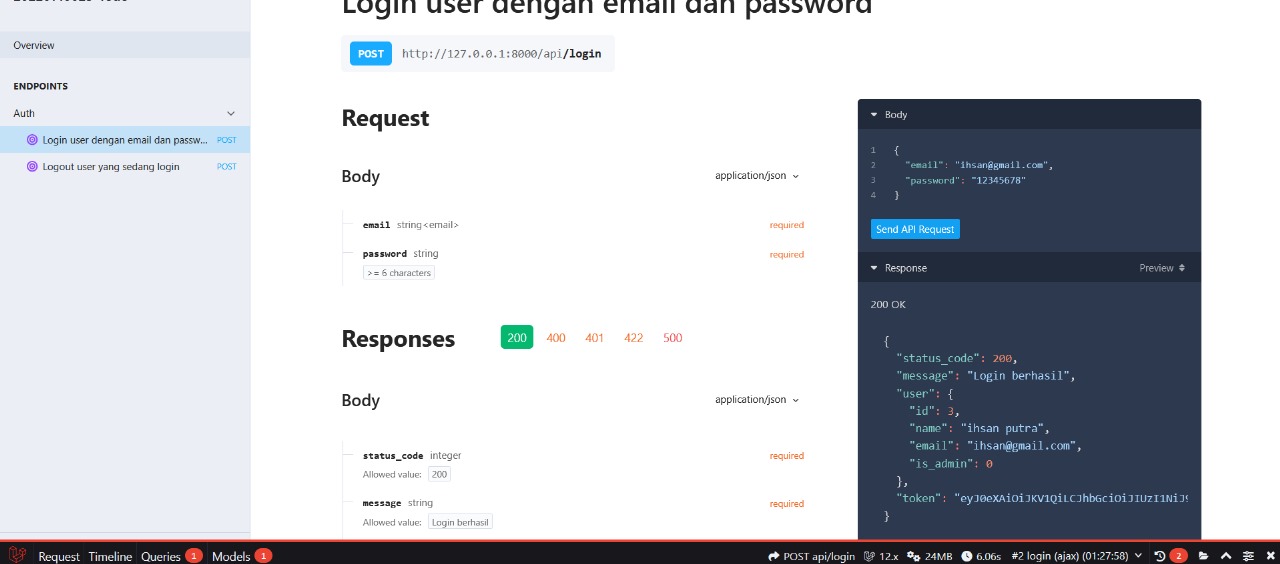 Login user dengan email dan password
Overview
POST http://127.0.0.1:8000/api/login
ENDPOINTS
Auth
Login user dengan email dan passw... POST
Logout user yang sedang login POST
Request
Body application/json
email string<email> required
password string required
>= 6 characters
Responses 200 400 401 422 500
Body application/json
status_code integer required
Allowed value: 200
message string required
Allowed value: Login berhasil
Body
1 {
2 "email": "ihsan@gmail.com",
3 "password": "12345678"
4 }
Send API Request
Response Preview
200 OK
{
"status_code": 200,
"message": "Login berhasil",
"user": {
"id": 3,
"name": "ihsan putra",
"email": "ihsan@gmail.com",
"is_admin": 0
},
"token": "eyJ0eXAiOiJKV1QiLCJhbGciOiJIUzI1NiJ9
}
Request Timeline Queries 1 Models 1 POST api/login 12.x 24MB 6.06s #2 login (ajax) (01:27:58) 2